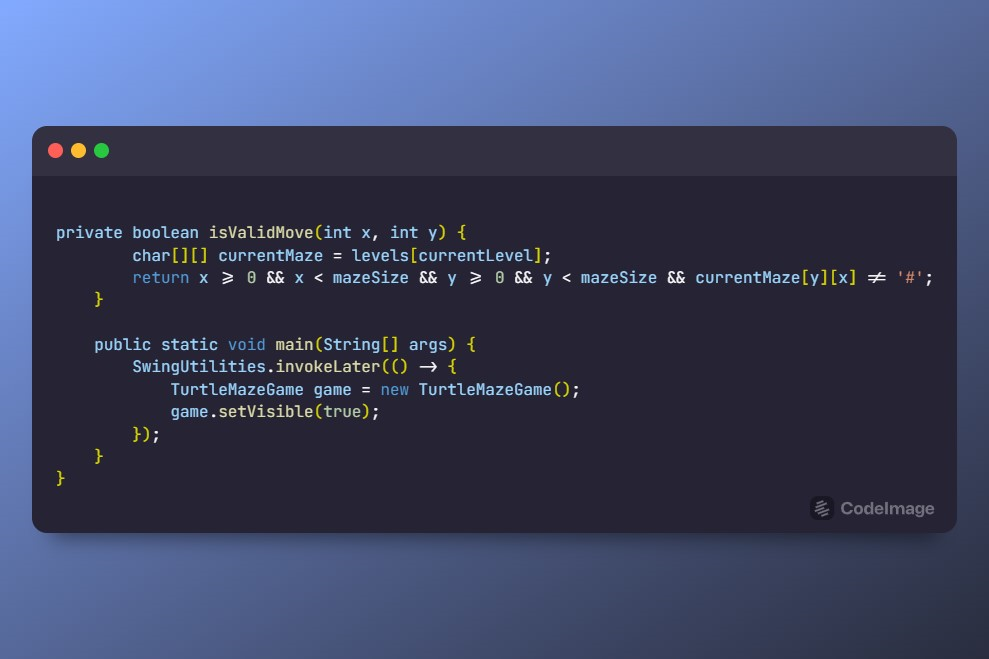 private boolean isValidMove(int x, int y) {
        char[][] currentMaze = levels[currentLevel];
        return x >= 0 && x < mazeSize && y >= 0 && y < mazeSize && currentMaze[y][x] != '#';
    }

    public static void main(String[] args) {
        SwingUtilities.invokeLater(() -> {
            TurtleMazeGame game = new TurtleMazeGame();
            game.setVisible(true);
        });
    }
}
CodeImage